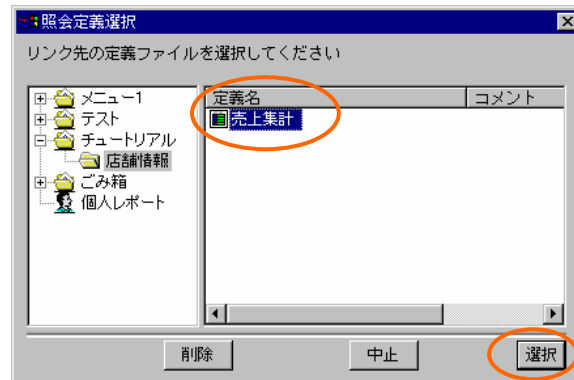 照会定義選択
リンク先の定義ファイルを選択してください
メニュー1
テスト
チュートリアル
店舗情報
ごみ箱
個人レポート
定義名 コメント
売上集計
削除 中止 選択